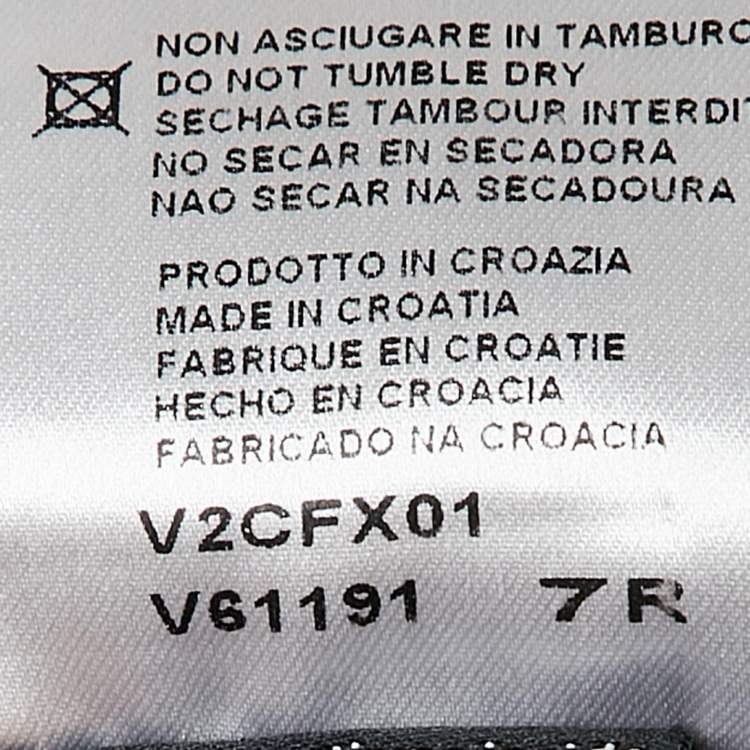 NON ASCIUGARE IN TAMBURO
DO NOT TUMBLE DRY
SECHAGE TAMBOUR INTERDIT
NO SECAR EN SECADORA
NAO SECAR NA SECADOURA
PRODOTTO IN CROAZIA
MADE IN CROATIA
FABRIQUE EN CROATIE
HECHO EN CROACIA
FABRICADO NA CROACIA
V2CFX01
V61191 7R